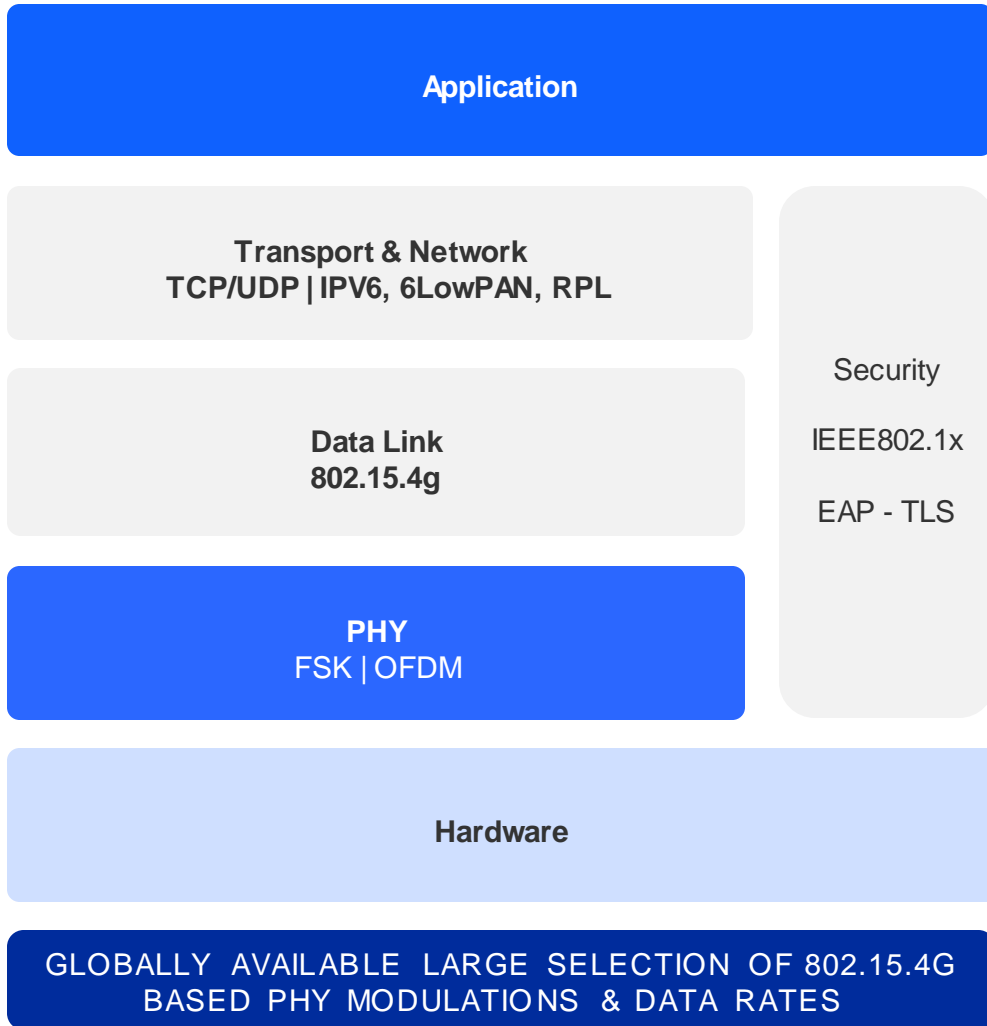 Application
Transport & Network
TCP/UDP | IPV6, 6LowPAN, RPL
Data Link
802.15.4g
PHY
FSK | OFDM
Security
IEEE802.1x
EAP - TLS
Hardware
GLOBALLY AVAILABLE LARGE SELECTION OF 802.15.4G
BASED PHY MODULATIONS & DATA RATES